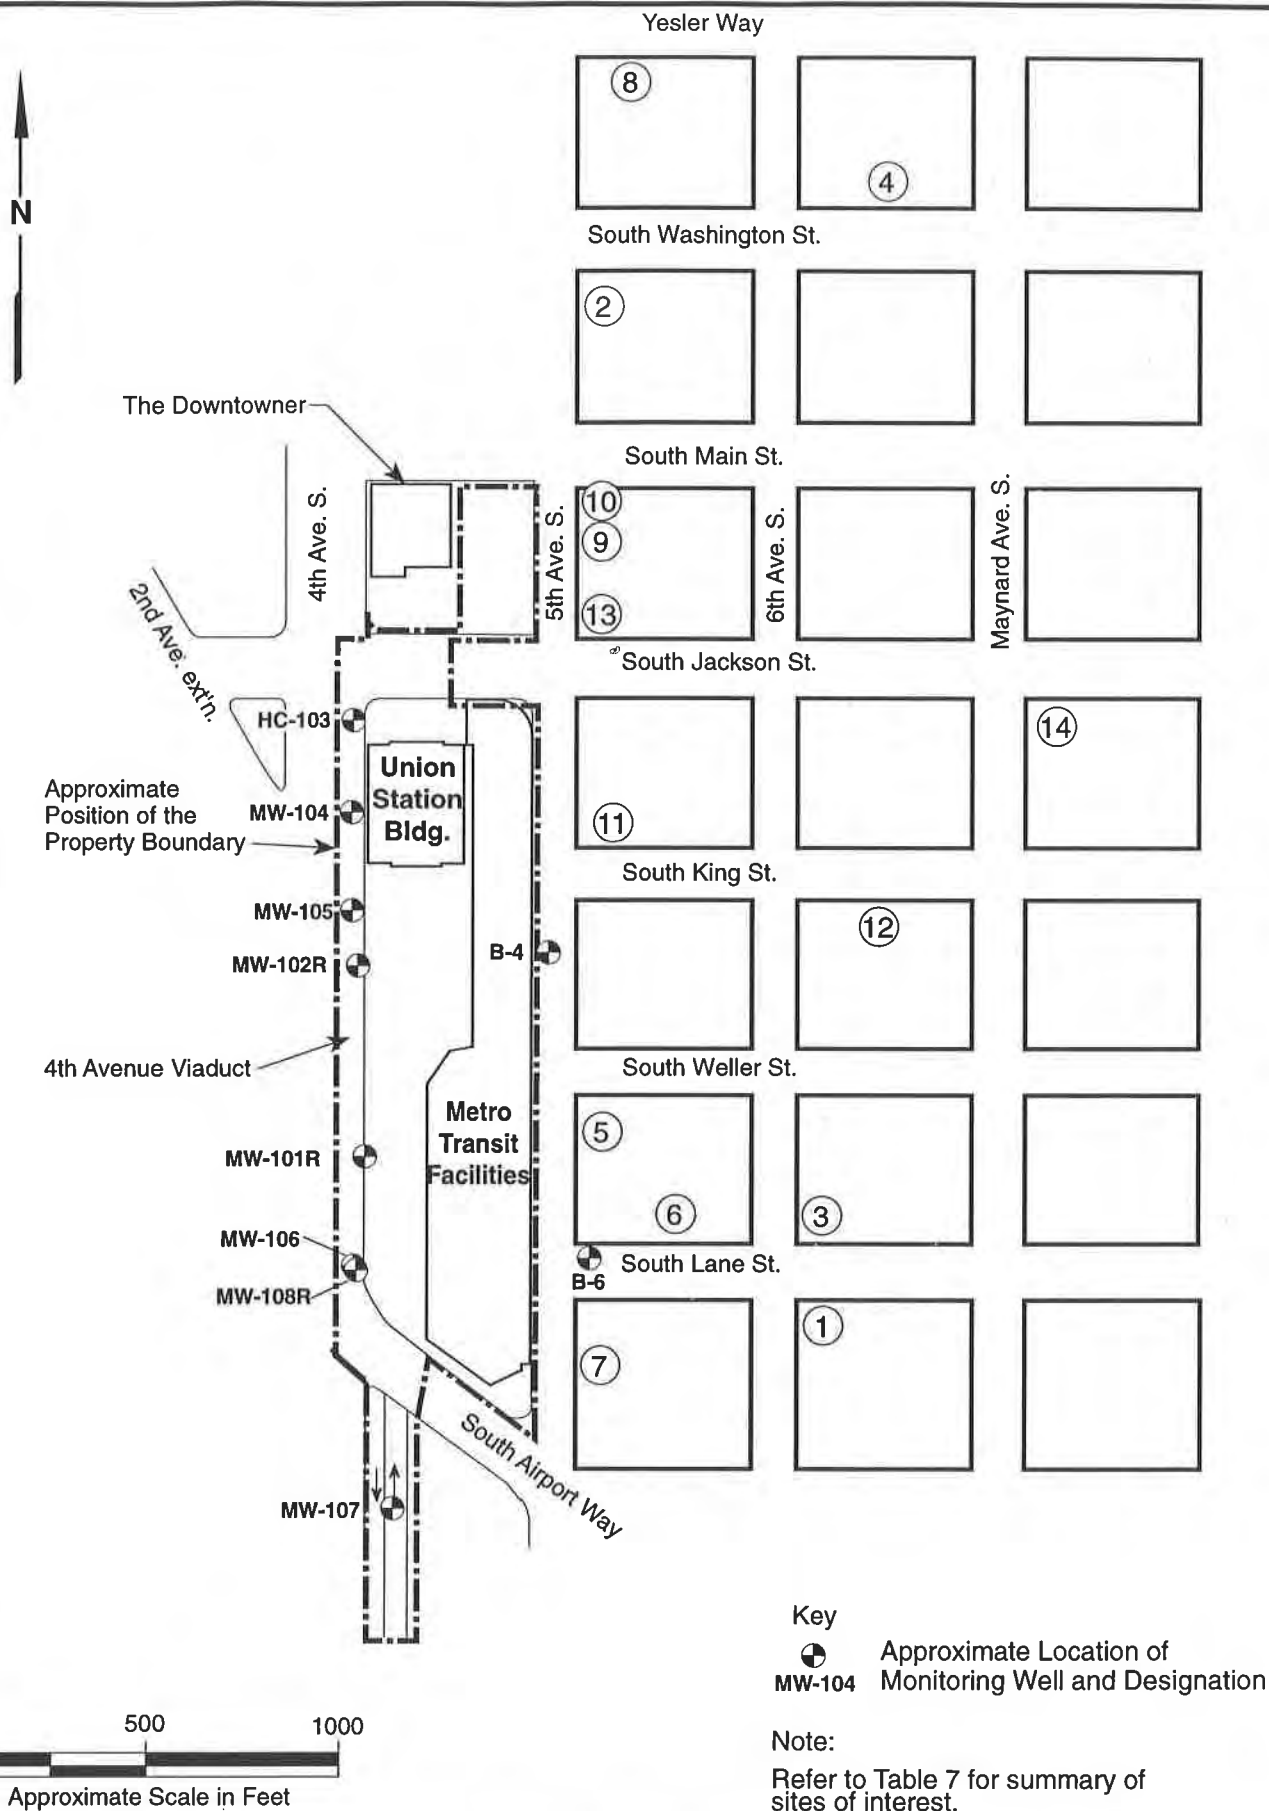 Yesler Way
8
4
N
South Washington St.
2
The Downtowner
South Main St.
4th Ave. S.
5th Ave. S.
10
9
13
6th Ave. S.
Maynard Ave. S.
2nd Ave. ext'n.
South Jackson St.
HC-103
14
Union
Station
Bldg.
Approximate
Position of the
Property Boundary
MW-104
11
South King St.
MW-105
12
MW-102R
B-4
4th Avenue Viaduct
South Weller St.
Metro
Transit
Facilities
5
MW-101R
6
3
MW-106
South Lane St.
B-6
MW-108R
1
7
South Airport Way
MW-107
Key
Approximate Location of
MW-104 Monitoring Well and Designation
500
1000
Approximate Scale in Feet
Note:
Refer to Table 7 for summary of
sites of interest.